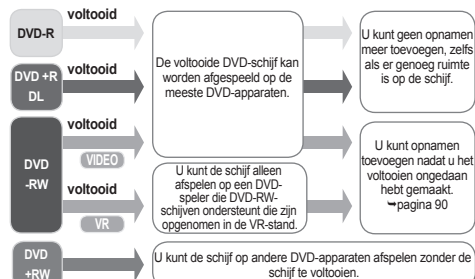 voltooid
DVD-R
voltooid
DVD +R
DL
De voltooide DVD-schijf kan
worden afgespeeld op de
meeste DVD-apparaten.
U kunt geen opnamen
meer toevoegen, zelfs
als er genoeg ruimte
is op de schijf.
voltooid
VIDEO
DVD
-RW
voltooid
VR
U kunt de schijf alleen
afspelen op een DVD-
speler die DVD-RW-
schijven ondersteunt die zijn
opgenomen in de VR-stand.
U kunt opnamen
toevoegen nadat u het
voltooien ongedaan
hebt gemaakt.
➥pagina 90
DVD
+RW
U kunt de schijf op andere DVD-apparaten afspelen zonder de
schijf te voltooien.